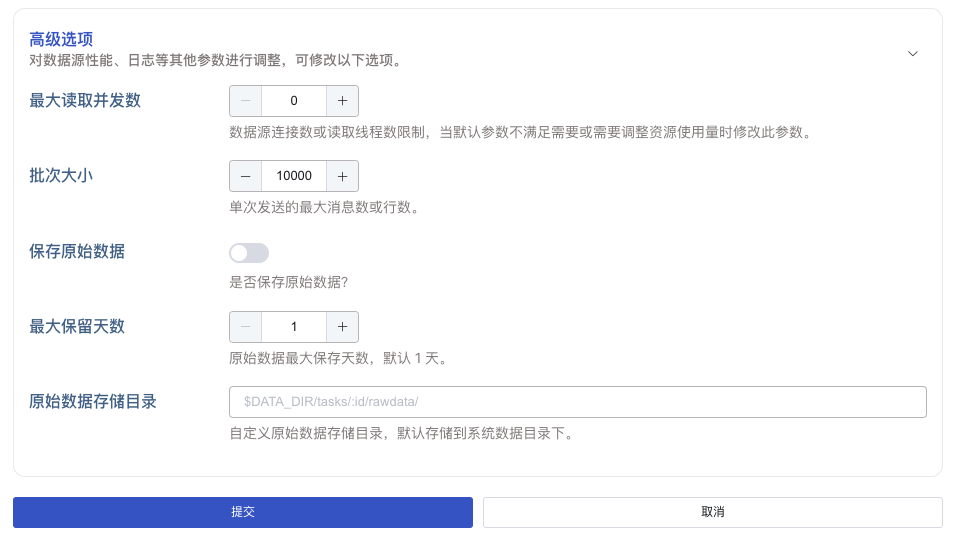 高级选项
对数据源性能、日志等其他参数进行调整，可修改以下选项。
最大读取并发数
− 0 +
数据源连接数或读取线程数限制，当默认参数不满足需要或需要调整资源使用量时修改此参数。
批次大小
− 10000 +
单次发送的最大消息数或行数。
保存原始数据
是否保存原始数据?
最大保留天数
− 1 +
原始数据最大保存天数，默认 1 天。
原始数据存储目录
$DATA_DIR/tasks/:id/rawdata/
自定义原始数据存储目录，默认存储到系统数据目录下。
提交
取消